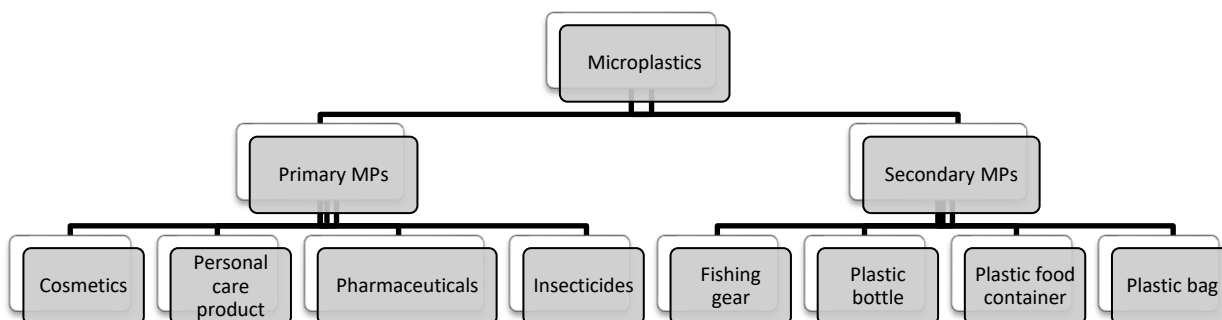 Microplastics
Primary MPs
Secondary MPs
Cosmetics
Personal
care
product
Pharmaceuticals
Insecticides
Fishing
gear
Plastic
bottle
Plastic food
container
Plastic bag